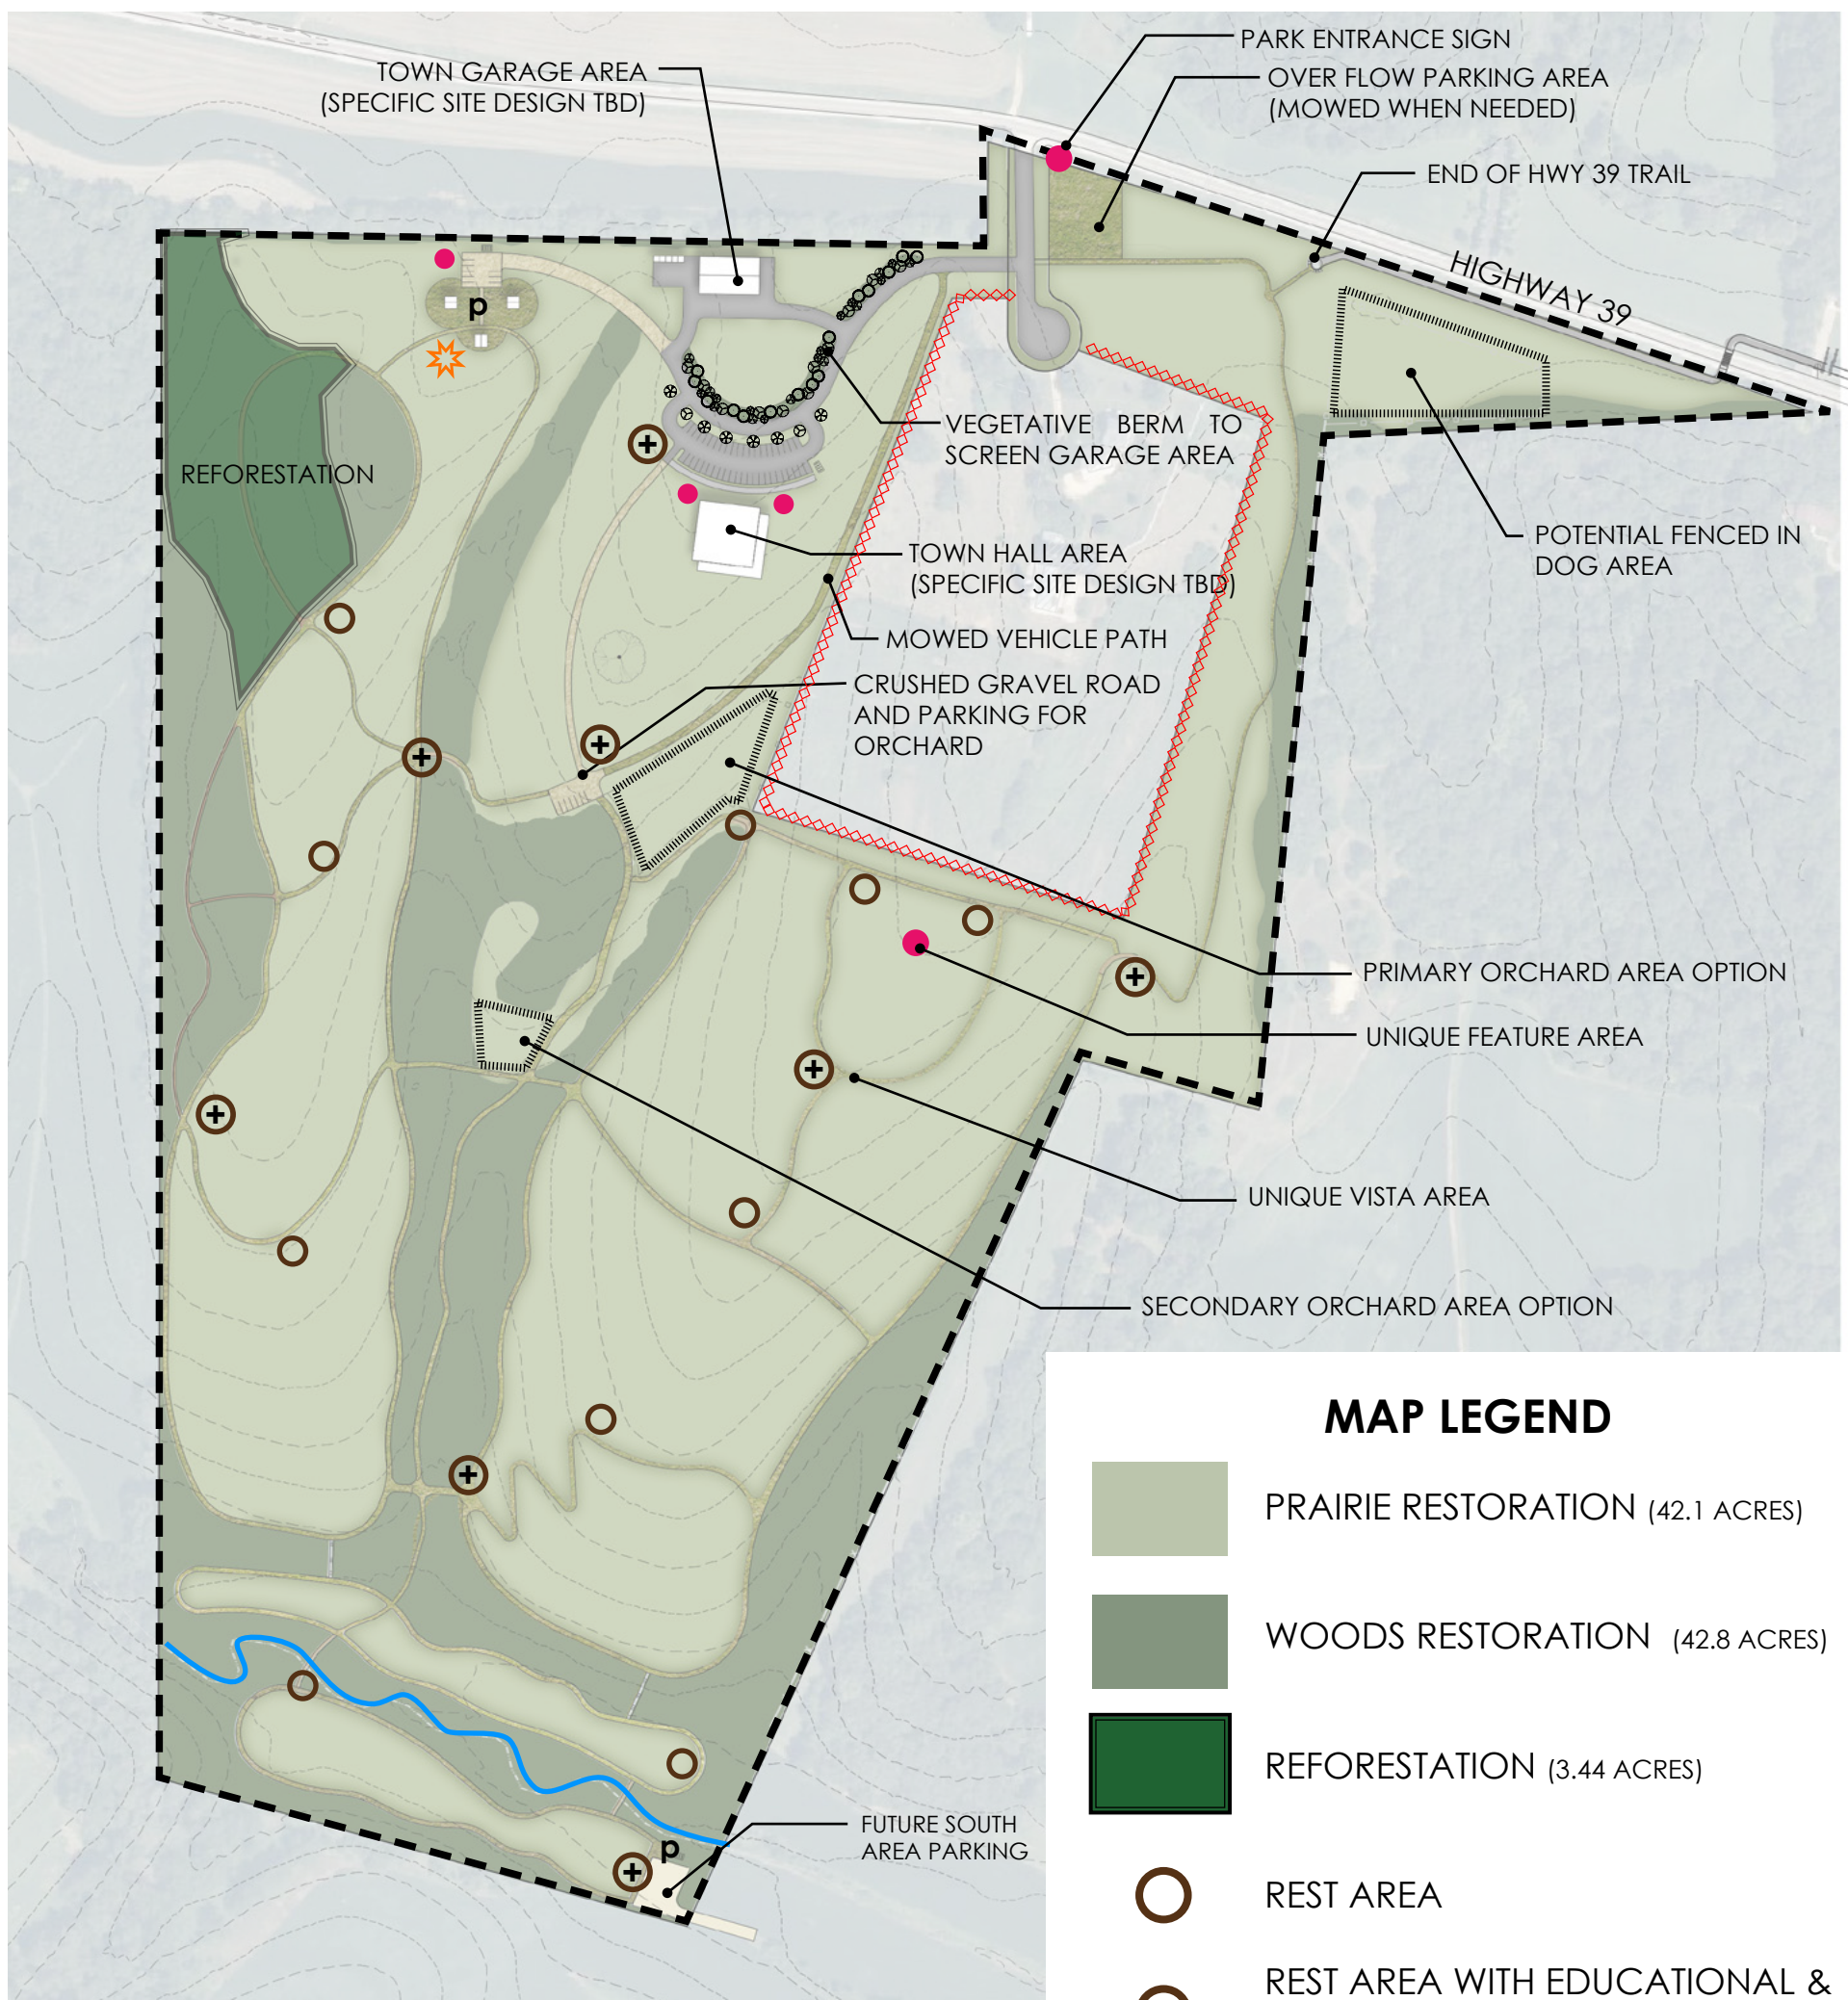 PARK ENTRANCE SIGN
TOWN GARAGE AREA
(SPECIFIC SITE DESIGN TBD)
OVER FLOW PARKING AREA
(MOWED WHEN NEEDED)
END OF HWY 39 TRAIL
HIGHWAY 39
p
VEGETATIVE BERM TO
SCREEN GARAGE AREA
REFORESTATION
POTENTIAL FENCED IN
DOG AREA
TOWN HALL AREA
(SPECIFIC SITE DESIGN TBD)
MOWED VEHICLE PATH
CRUSHED GRAVEL ROAD
AND PARKING FOR
ORCHARD
PRIMARY ORCHARD AREA OPTION
UNIQUE FEATURE AREA
UNIQUE VISTA AREA
SECONDARY ORCHARD AREA OPTION
FUTURE SOUTH
AREA PARKING
p
MAP LEGEND
PRAIRIE RESTORATION (42.1 ACRES)
WOODS RESTORATION (42.8 ACRES)
REFORESTATION (3.44 ACRES)
REST AREA
REST AREA WITH EDUCATIONAL &